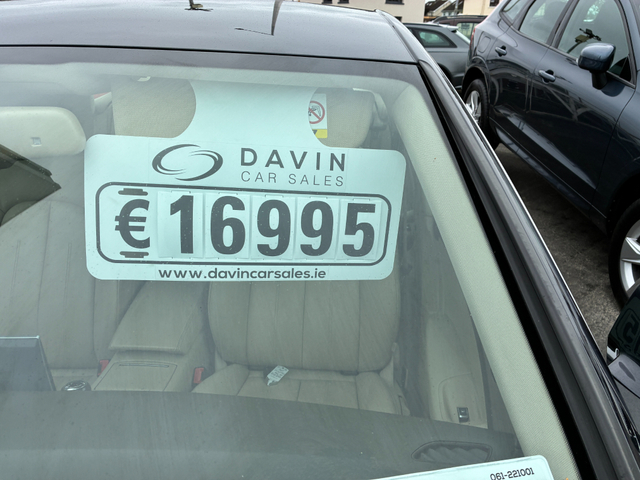 DAVIN
CAR SALES
€16995
www.davincarsales.ie
061-221001